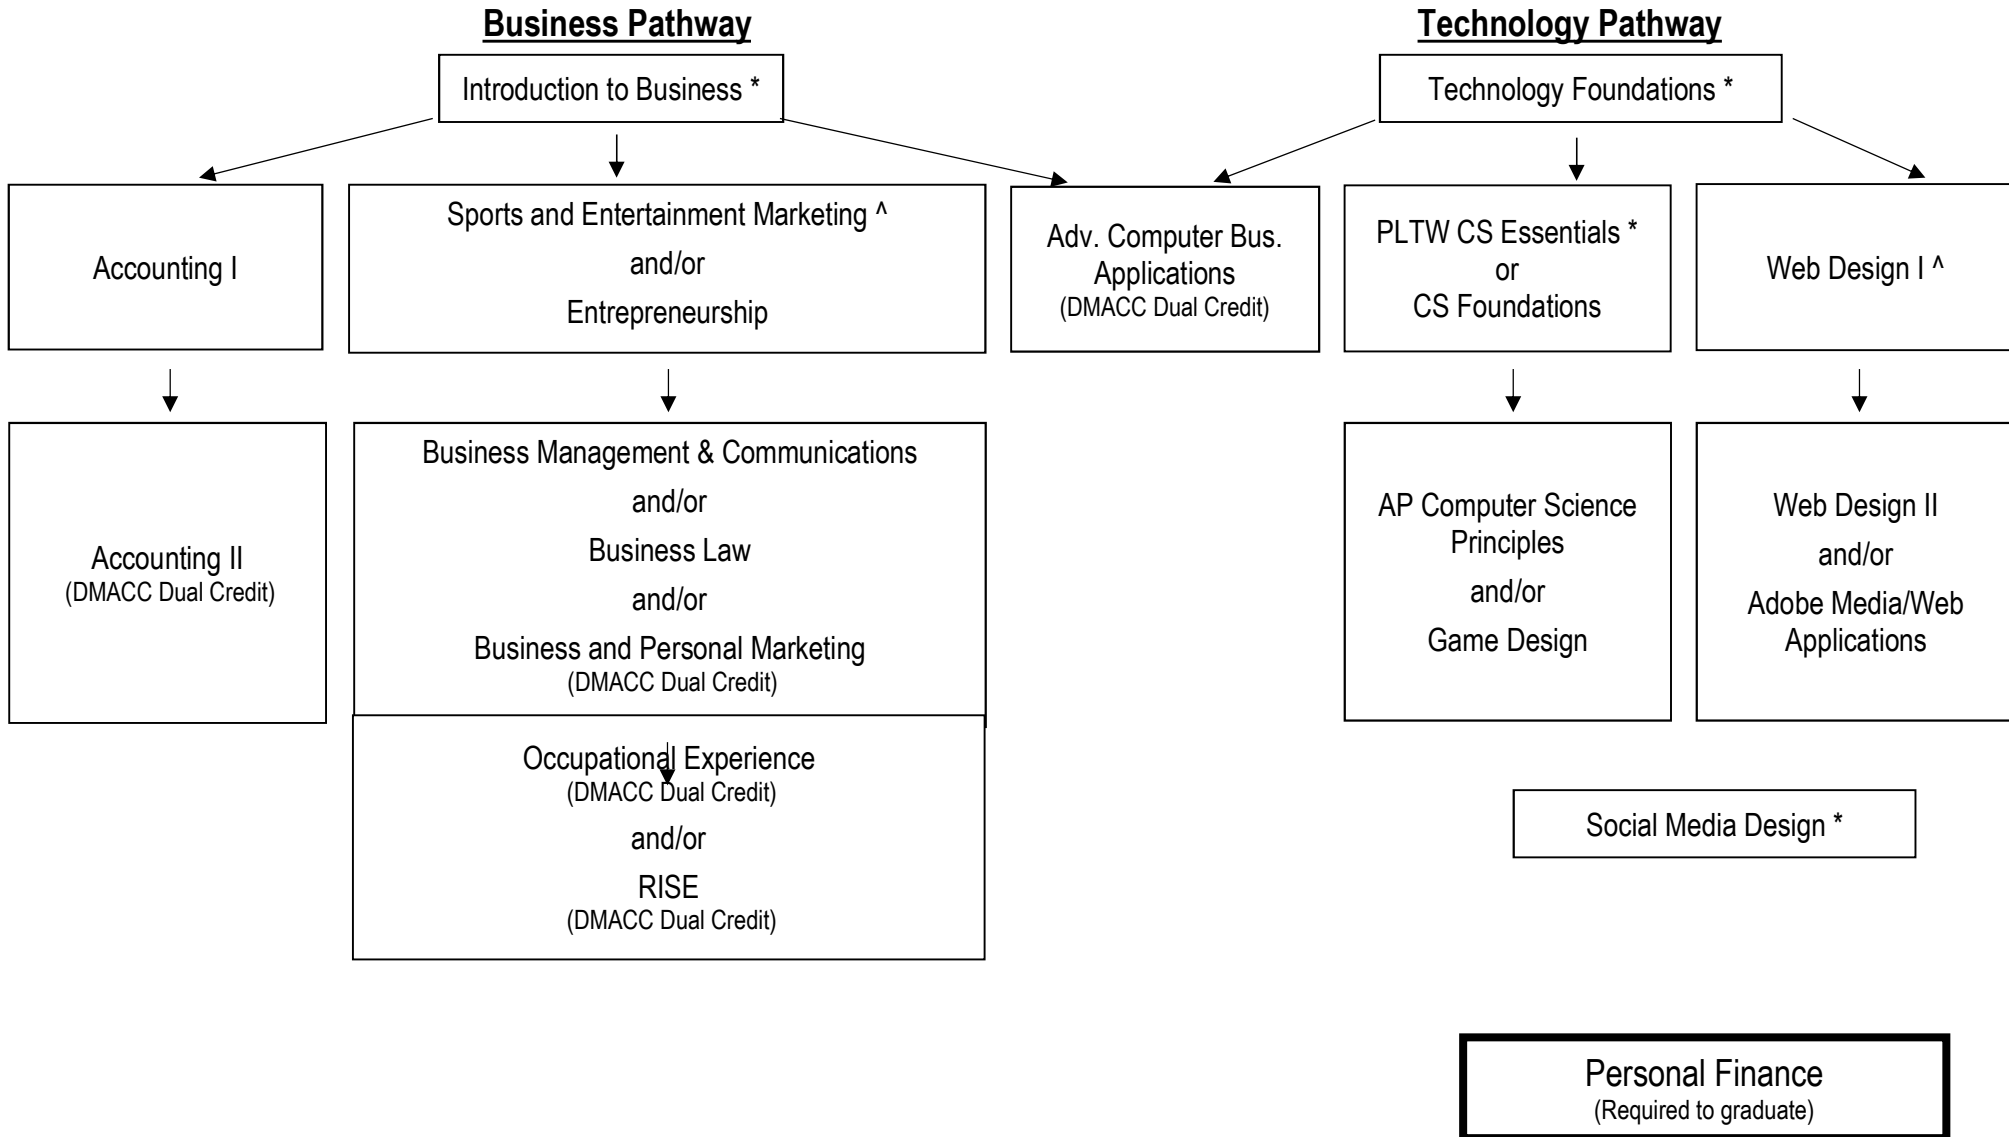 Business Pathway
Technology Pathway
Introduction to Business *
Technology Foundations *
Accounting I
Sports and Entertainment Marketing ^
and/or
Entrepreneurship
Adv. Computer Bus.
Applications
(DMACC Dual Credit)
PLTW CS Essentials *
or
CS Foundations
Web Design I ^
Accounting II
(DMACC Dual Credit)
Business Management & Communications
and/or
Business Law
and/or
Business and Personal Marketing
(DMACC Dual Credit)
AP Computer Science
Principles
and/or
Game Design
Web Design II
and/or
Adobe Media/Web
Applications
Occupational Experience
(DMACC Dual Credit)
and/or
RISE
(DMACC Dual Credit)
Social Media Design *
Personal Finance
(Required to graduate)